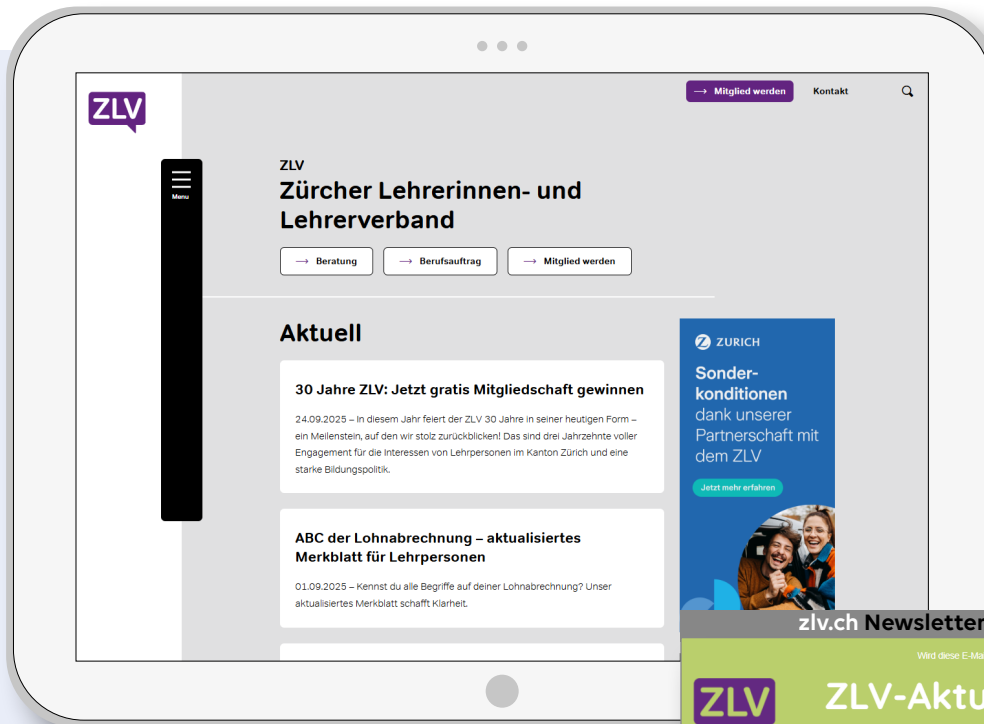 ZLV
→ Mitglied werden
Kontakt
Menu
ZLV
Zürcher Lehrerinnen- und
Lehrerverband
→ Beratung
→ Berufsauftrag
→ Mitglied werden
Aktuell
30 Jahre ZLV: Jetzt gratis Mitgliedschaft gewinnen
24.09.2025 – In diesem Jahr feiert der ZLV 30 Jahre in seiner heutigen Form –
ein Meilenstein, auf den wir stolz zurückblicken! Das sind drei Jahrzehnte voller
Engagement für die Interessen von Lehrpersonen im Kanton Zürich und eine
starke Bildungspolitik.
ABC der Lohnabrechnung – aktualisiertes
Merkblatt für Lehrpersonen
01.09.2025 – Kennst du alle Begriffe auf deiner Lohnabrechnung? Unser
aktualisiertes Merkblatt schafft Klarheit.
ZURICH
Sonder-
konditionen
dank unserer
Partnerschaft mit
dem ZLV
Jetzt mehr erfahren
zlv.ch Newsletter
Wird diese E-Ma
ZLV
ZLV-Aktu